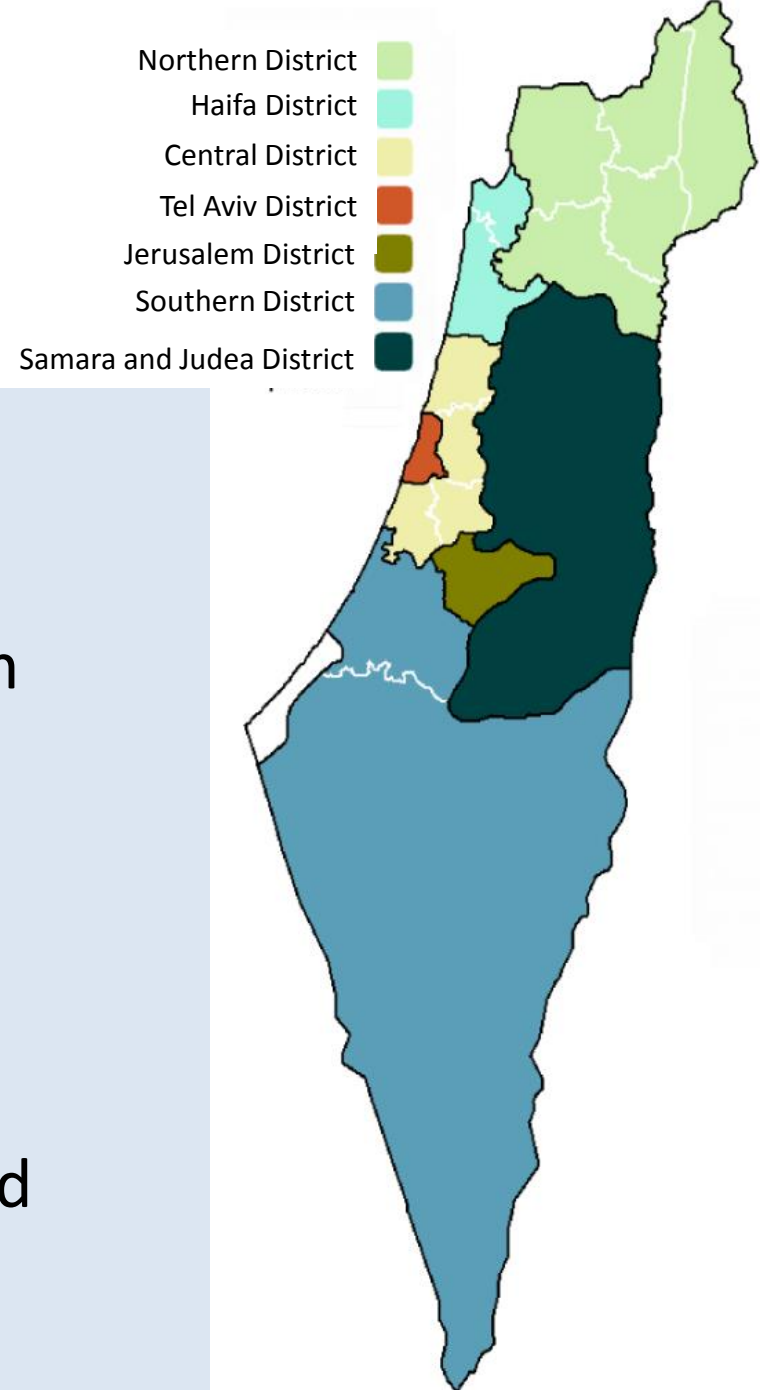 Northern District
Haifa District
Central District
Tel Aviv District
Jerusalem District
Southern District
Samara and Judea District
n
d